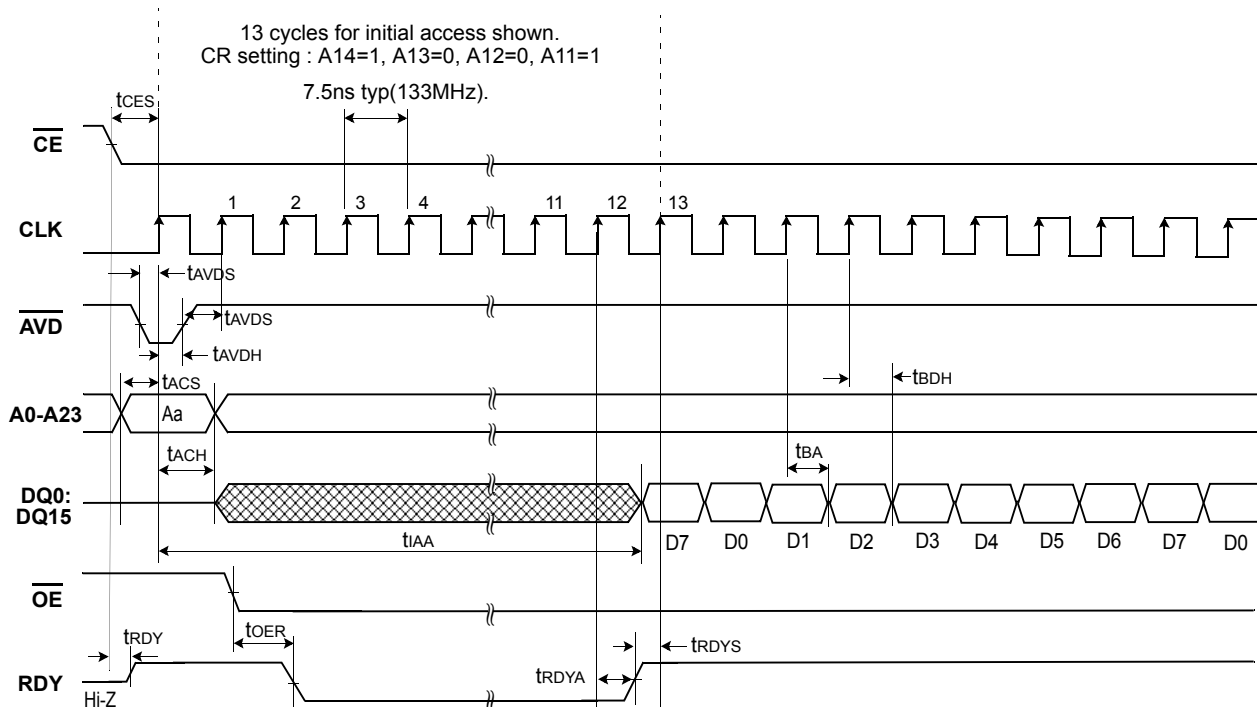 13 cycles for initial access shown.
CR setting : A14=1, A13=0, A12=0, A11=1
7.5ns typ(133MHz).
tCES
CE
CLK
1 2 3 4 11 12 13
tAVDS
AVD
tAVDS
tAVDH
tBDH
tACS
A0-A23
Aa
tACH
tBA
DQ0:
DQ15
tIAA
D7 D0 D1 D2 D3 D4 D5 D6 D7 D0
OE
tRDY
tOER
tRDYS
RDY
tRDYA
Hi-Z